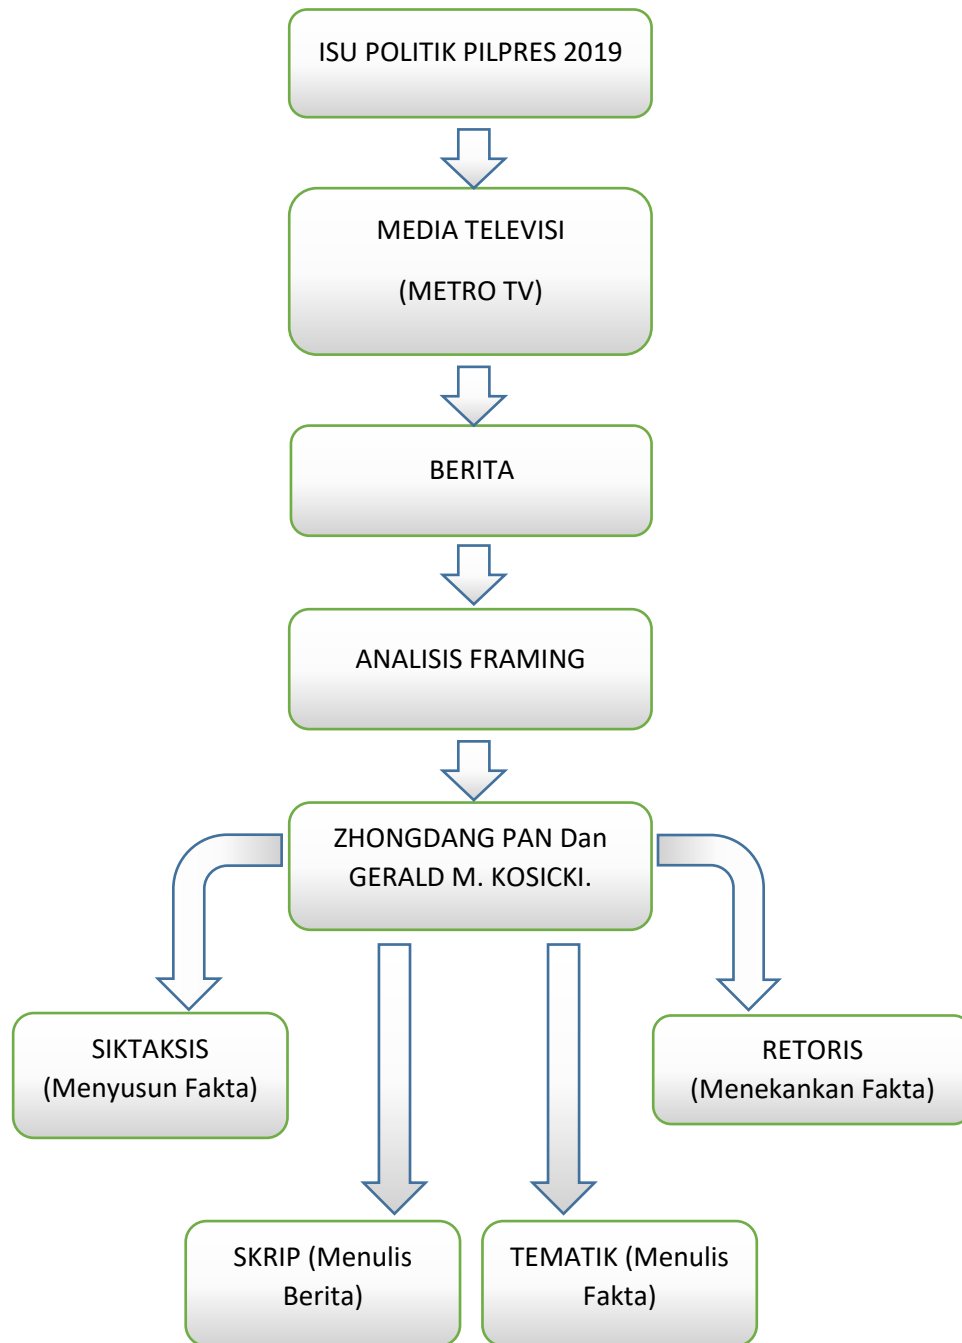 ISU POLITIK PILPRES 2019
MEDIA TELEVISI
(METRO TV)
BERITA
ANALISIS FRAMING
ZHONGDANG PAN Dan
GERALD M. KOSICKI.
SIKTAKSIS
(Menyusun Fakta)
RETORIS
(Menekankan Fakta)
SKRIP (Menulis
Berita)
TEMATIK (Menulis
Fakta)